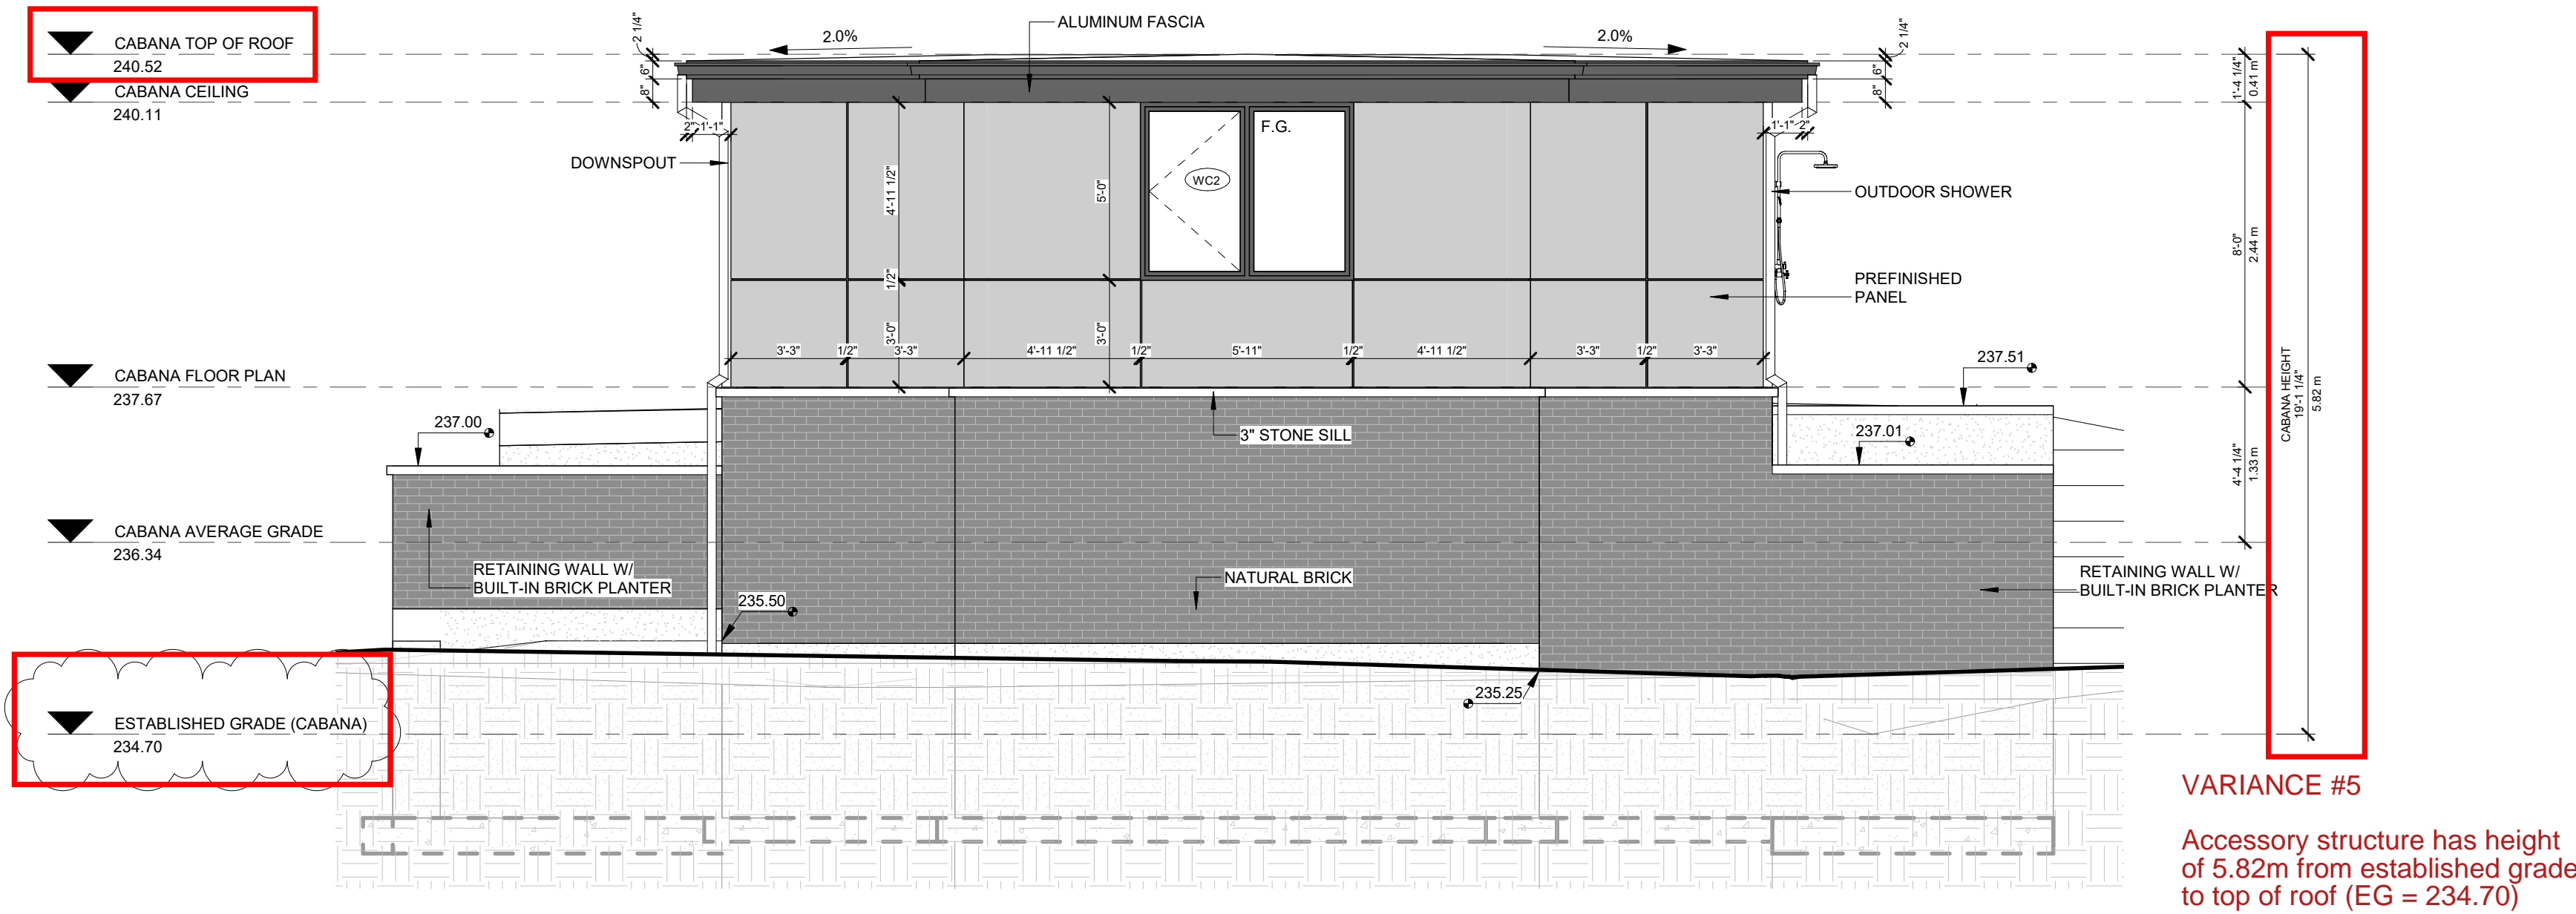 CABANA TOP OF ROOF
240.52
CABANA CEILING
240.11
CABANA FLOOR PLAN
237.67
CABANA AVERAGE GRADE
236.34
ESTABLISHED GRADE (CABANA)
234.70
2 1/4"
6"
8"
2"
1'-1"
2.0%
ALUMINUM FASCIA
2.0%
2 1/4"
6"
8"
1'-1"
2"
DOWNSPOUT
F.G.
WC2
4'-11 1/2"
1/2"
3'-0"
5'-0"
3'-0"
OUTDOOR SHOWER
PREFINISHED
PANEL
3'-3"
1/2"
3'-3"
4'-11 1/2"
1/2"
5'-11"
1/2"
4'-11 1/2"
3'-3"
1/2"
3'-3"
237.00
237.51
237.01
3" STONE SILL
RETAINING WALL W/
BUILT-IN BRICK PLANTER
235.50
NATURAL BRICK
235.25
RETAINING WALL W/
BUILT-IN BRICK PLANTER
1'-4 1/4"
0.41 m
8'-0"
2.44 m
4'-4 1/4"
1.33 m
CABANA HEIGHT
19'-1 1/4"
5.82 m
VARIANCE #5
Accessory structure has height
of 5.82m from established grade
to top of roof (EG = 234.70)